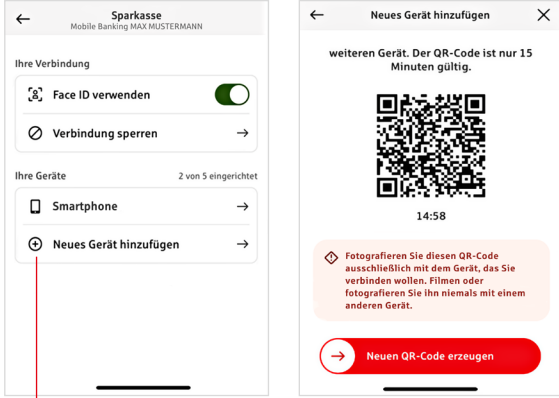 Sparkasse
Mobile Banking MAX MUSTERMANN
Ihre Verbindung
Face ID verwenden
Verbindung sperren
Ihre Geräte 2 von 5 eingerichtet
Smartphone
Neues Gerät hinzufügen
Neues Gerät hinzufügen
weiteren Gerät. Der QR-Code ist nur 15
Minuten gültig.
14:58
Fotografieren Sie diesen QR-Code
ausschließlich mit dem Gerät, das Sie
verbinden wollen. Filmen oder
fotografieren Sie ihn niemals mit einem
anderen Gerät.
Neuen QR-Code erzeugen